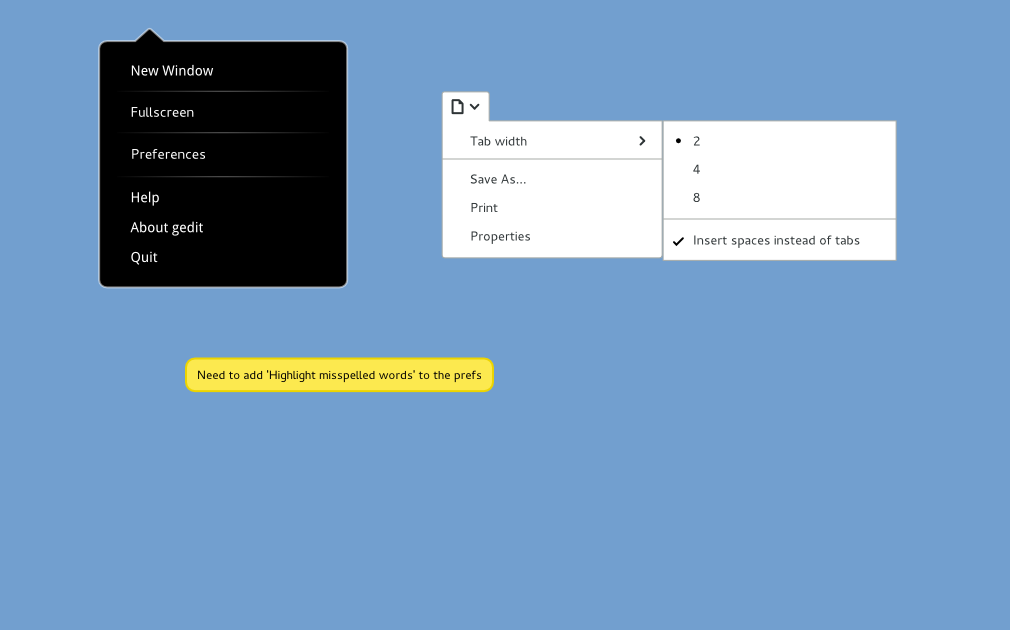 New Window
Fullscreen
Preferences
Help
About gedit
Quit
Tab width
Save As...
Print
Properties
2
4
8
Insert spaces instead of tabs
Need to add 'Highlight misspelled words' to the prefs